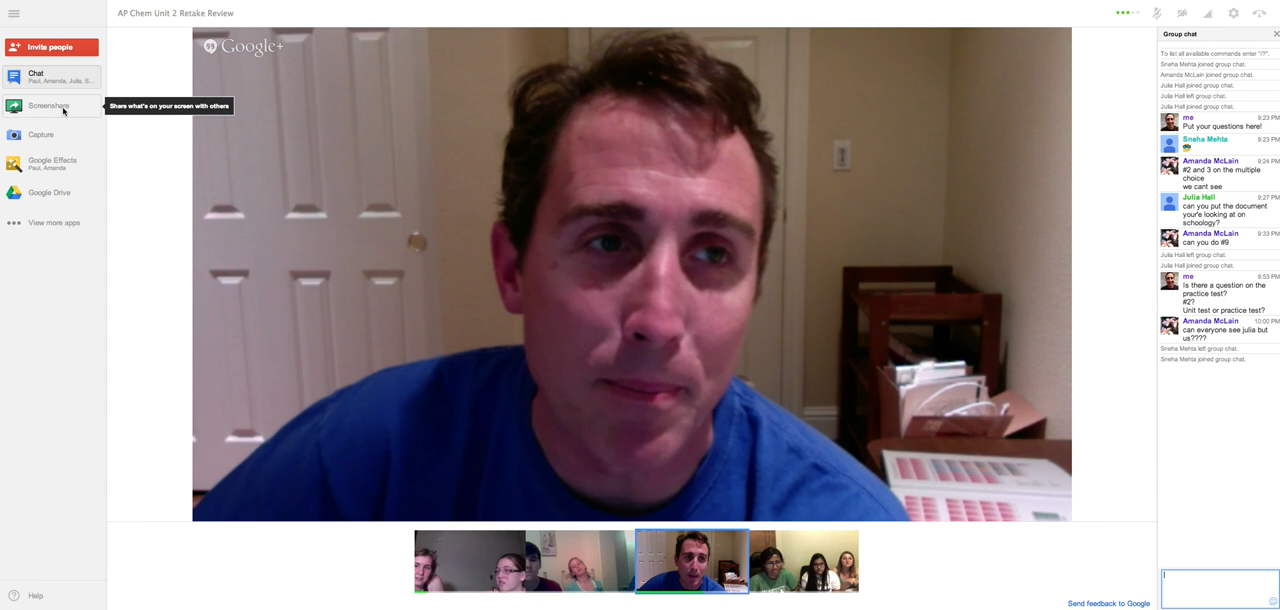 AP Chem Unit 2 Retake Review
Invite people
Chat
Paul, Amanda, Julia, S...
Screenshare
Share what's on your screen with others
Capture
Google Effects
Paul, Amanda
Google Drive
View more apps
Help
Google+
Send feedback to Google
Group chat
To list all available commands enter "/?".
Sneha Mehta joined group chat.
Amanda McLain joined group chat.
Julia Hall joined group chat.
Julia Hall left group chat.
Julia Hall joined group chat.
me 9:23 PM
Put your questions here!
Sneha Mehta 9:23 PM
Amanda McLain 9:24 PM
#2 and 3 on the multiple
choice
we cant see
Julia Hall 9:27 PM
can you put the document
your'e looking at on
schoology?
Amanda McLain 9:33 PM
can you do #9
Julia Hall left group chat.
Julia Hall joined group chat.
me 9:53 PM
Is there a question on the
practice test?
#2?
Unit test or practice test?
Amanda McLain 10:00 PM
can everyone see julia but
us????
Sneha Mehta left group chat.
Sneha Mehta joined group chat.